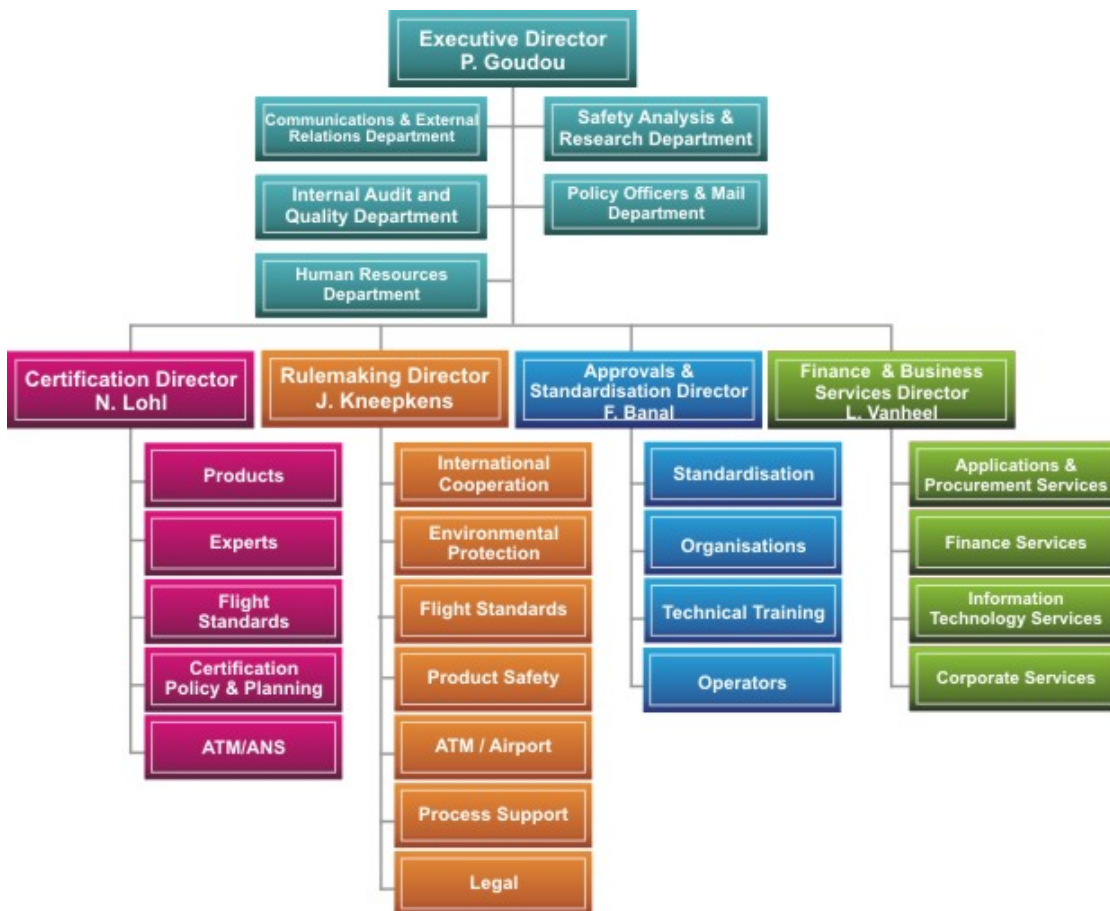 Executive Director
P. Goudou
Communications & External
Relations Department
Safety Analysis &
Research Department
Internal Audit and
Quality Department
Policy Officers & Mail
Department
Human Resources
Department
Certification Director
N. Lohl
Rulemaking Director
J. Kneepkens
Approvals &
Standardisation Director
F. Banal
Finance & Business
Services Director
L. Vanheel
Products
Experts
Flight
Standards
Certification
Policy & Planning
ATM/ANS
International
Cooperation
Environmental
Protection
Flight Standards
Product Safety
ATM / Airport
Process Support
Legal
Standardisation
Organisations
Technical Training
Operators
Applications &
Procurement Services
Finance Services
Information
Technology Services
Corporate Services